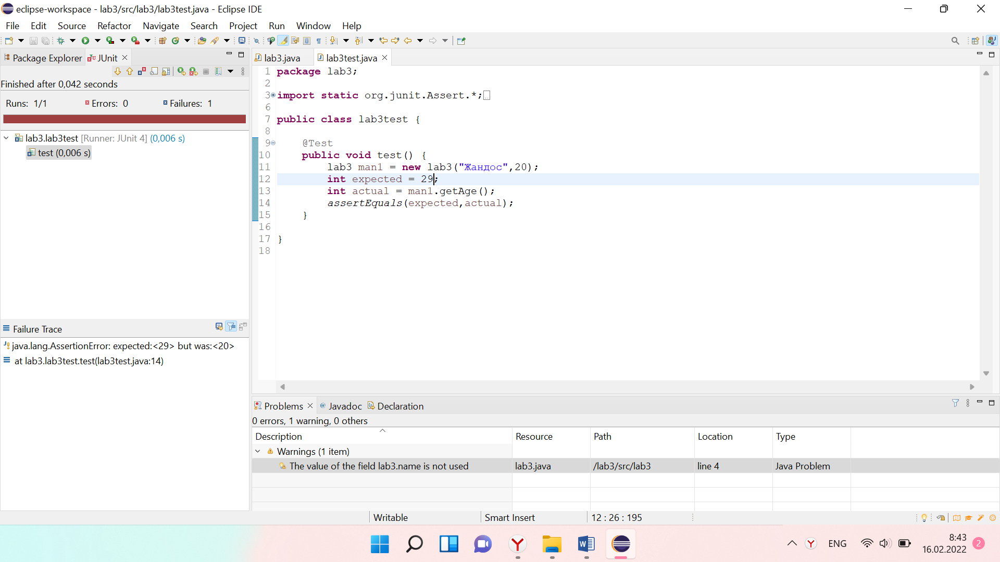 eclipse-workspace - lab3/src/lab3/lab3test.java - Eclipse IDE
File Edit Source Refactor Navigate Search Project Run Window Help
Package Explorer JUnit
Finished after 0,042 seconds
Runs: 1/1 Errors: 0 Failures: 1
lab3.lab3test [Runner: JUnit 4] (0,006 s)
test (0,006 s)
Failure Trace
java.lang.AssertionError: expected:<29> but was:<20>
at lab3.lab3test.test(lab3test.java:14)
lab3.java lab3test.java
1 package lab3;
2
3 import static org.junit.Assert.*;
6
7 public class lab3test {
8
9 @Test
10 public void test() {
11 lab3 man1 = new lab3("Жандос",20);
12 int expected = 29;
13 int actual = man1.getAge();
14 assertEquals(expected,actual);
15 }
16
17 }
18
Problems Javadoc Declaration
0 errors, 1 warning, 0 others
Description Resource Path Location Type
Warnings (1 item)
The value of the field lab3.name is not used lab3.java /lab3/src/lab3 line 4 Java Problem
Writable Smart Insert 12 : 26 : 195
ENG 8:43
16.02.2022 2